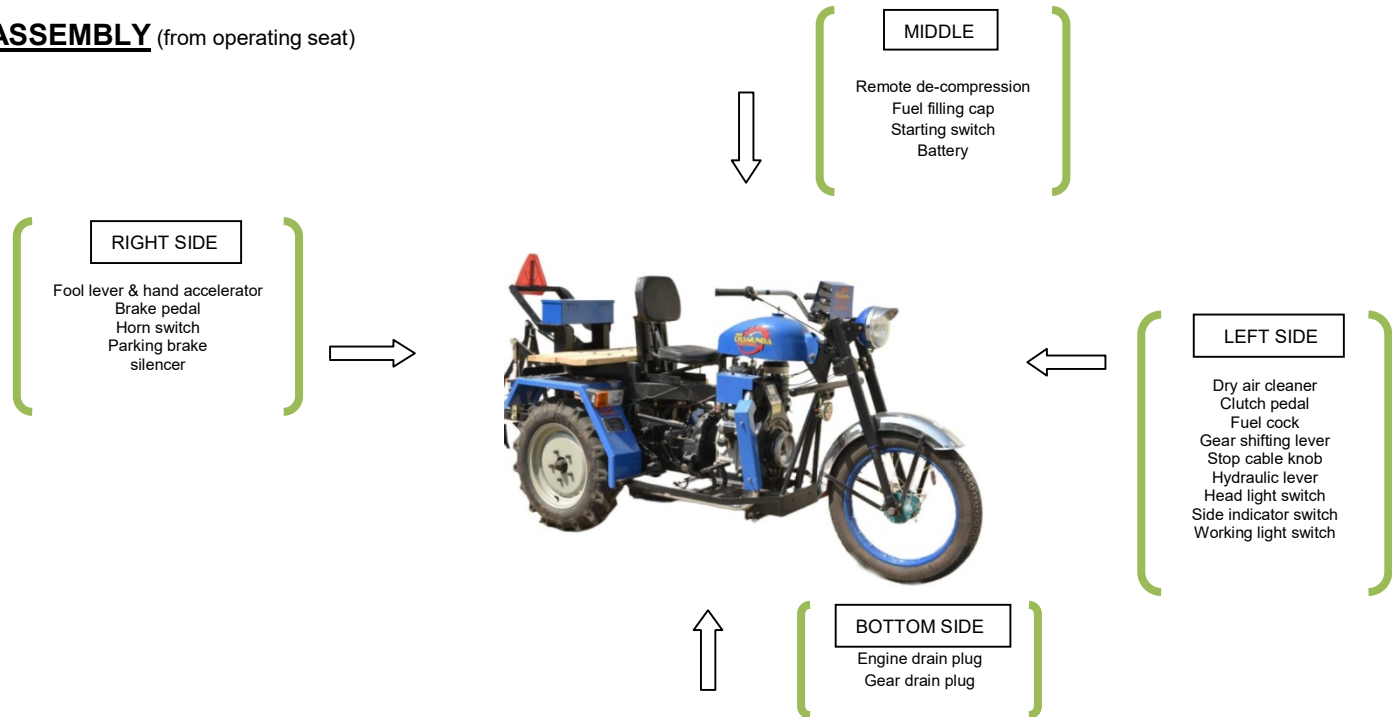 ASSEMBLY (from operating seat)
MIDDLE
Remote de-compression
Fuel filling cap
Starting switch
Battery
RIGHT SIDE
Fool lever & hand accelerator
Brake pedal
Horn switch
Parking brake
silencer
LEFT SIDE
Dry air cleaner
Clutch pedal
Fuel cock
Gear shifting lever
Stop cable knob
Hydraulic lever
Head light switch
Side indicator switch
Working light switch
BOTTOM SIDE
Engine drain plug
Gear drain plug